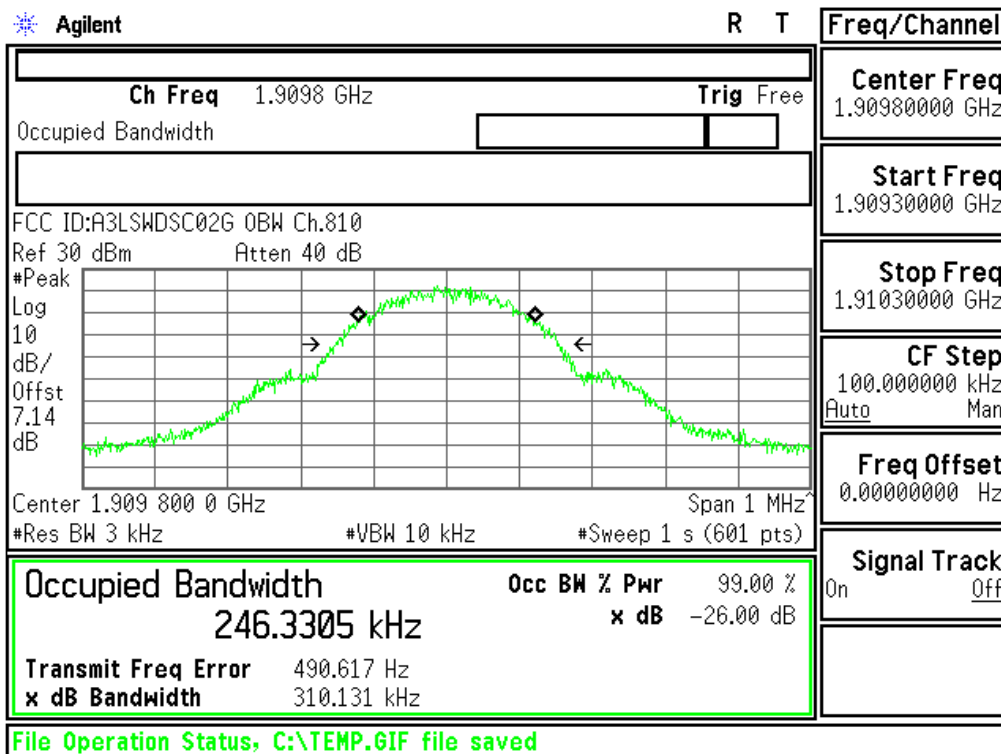 Agilent
R T
Freq/Channel
Ch Freq 1.9098 GHz
Trig Free
Occupied Bandwidth
Center Freq
1.90980000 GHz
Start Freq
1.90930000 GHz
Stop Freq
1.91030000 GHz
CF Step
100.000000 kHz
Auto Man
Freq Offset
0.00000000 Hz
Signal Track
On Off
FCC ID:A3LSWDSC02G OBW Ch.810
Ref 30 dBm Atten 40 dB
#Peak
Log
10
dB/
Offst
7.14
dB
Center 1.909 800 0 GHz Span 1 MHz^
#Res BW 3 kHz #VBW 10 kHz #Sweep 1 s (601 pts)
Occupied Bandwidth
246.3305 kHz
Occ BW % Pwr 99.00 %
x dB -26.00 dB
Transmit Freq Error 490.617 Hz
x dB Bandwidth 310.131 kHz
File Operation Status, C:\TEMP.GIF file saved